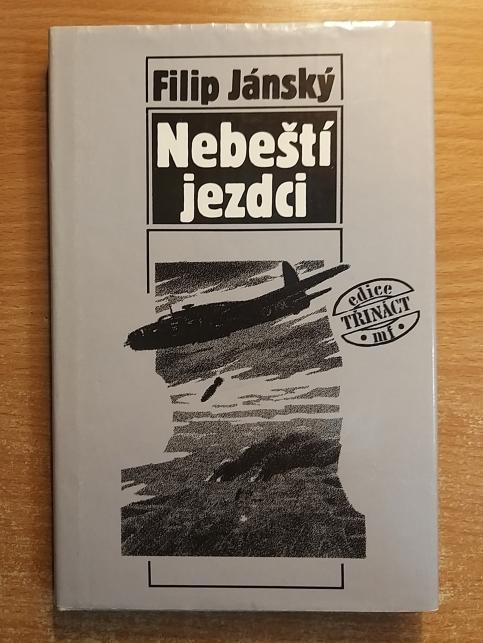 Filip Jánský
Nebeští
jezdci
edice
TŘINÁCT
mf